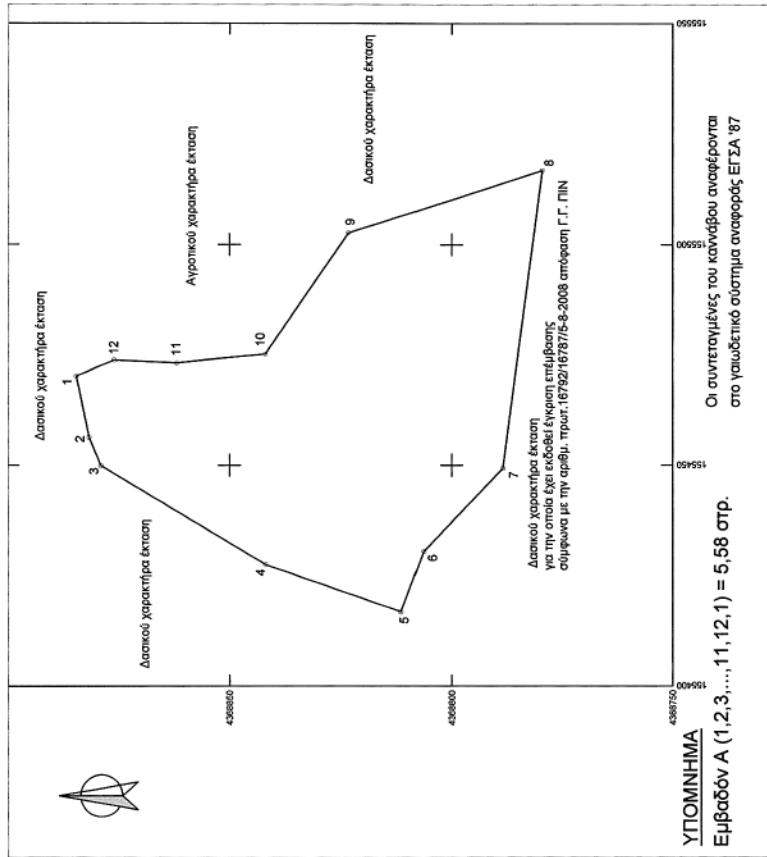 Δασικού χαρακτήρα έκταση
Αγροτικού χαρακτήρα έκταση
Δασικού χαρακτήρα έκταση
Δασικού χαρακτήρα έκταση
1
2
3
4
5
6
7
8
9
10
11
12
Δασικού χαρακτήρα έκταση
για την οποία έχει εκδοθεί έγκριση επέμβασης
σύμφωνα με την αριθμ. πρωτ.16792/16787/5-8-2008 απόφαση Γ.Γ. ΠΙΝ
4368850
4368800
4368750
155400
155450
155500
155550
ΥΠΟΜΝΗΜΑ
Εμβαδόν Α (1,2,3,...,11,12,1) = 5,58 στρ.
Οι συντεταγμένες του καννάβου αναφέρονται
στο γαιωδετικό σύστημα αναφοράς ΕΓΣΑ '87